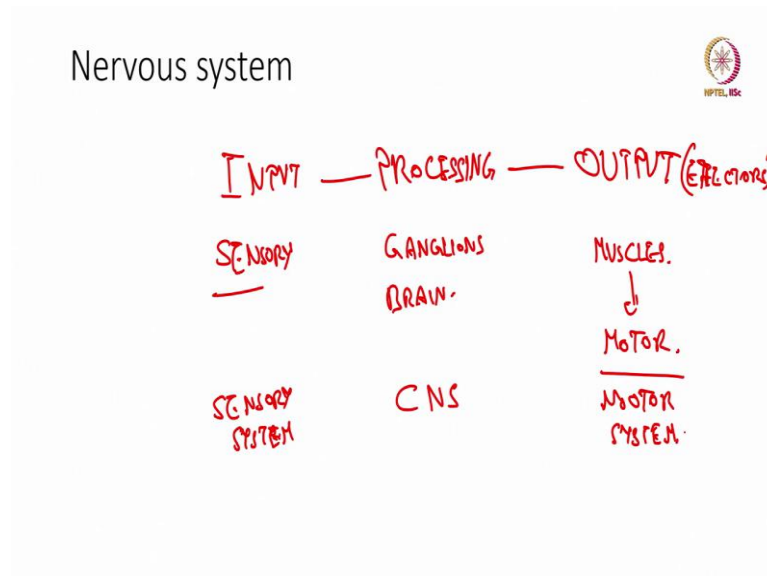 Nervous system
NPTEL, IISc
INPUT — PROCESSING — OUTPUT (EFFECTORS)
SENSORY GANGLIONS MUSCLES.
BRAIN.
MOTOR.
SENSORY CNS MOTOR
SYSTEM SYSTEM.